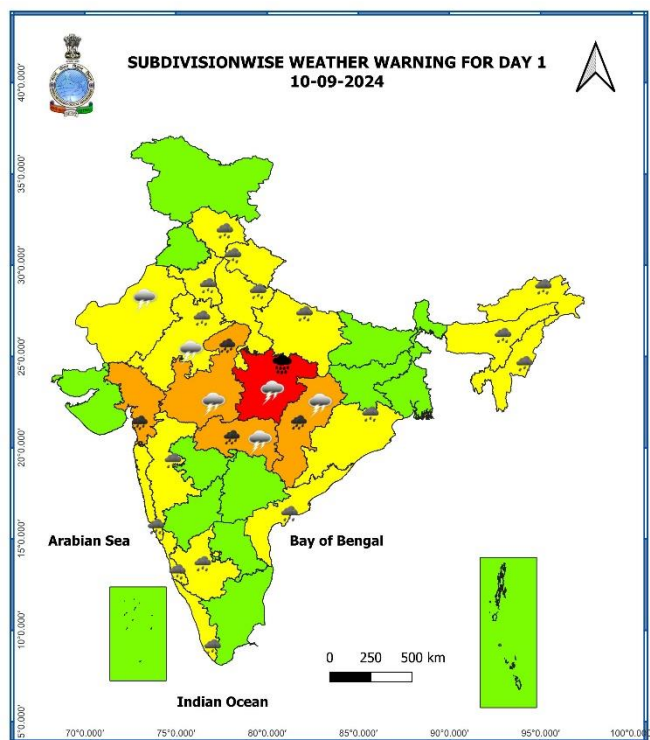 SUBDIVISIONWISE WEATHER WARNING FOR DAY 1
10-09-2024
40°0.000'
35°0.000'
30°0.000'
25°0.000'
20°0.000'
15°0.000'
10°0.000'
5°0.000'
Arabian Sea
Bay of Bengal
0 250 500 km
Indian Ocean
70°0.000' 75°0.000' 80°0.000' 85°0.000' 90°0.000' 95°0.000' 100°0.000'